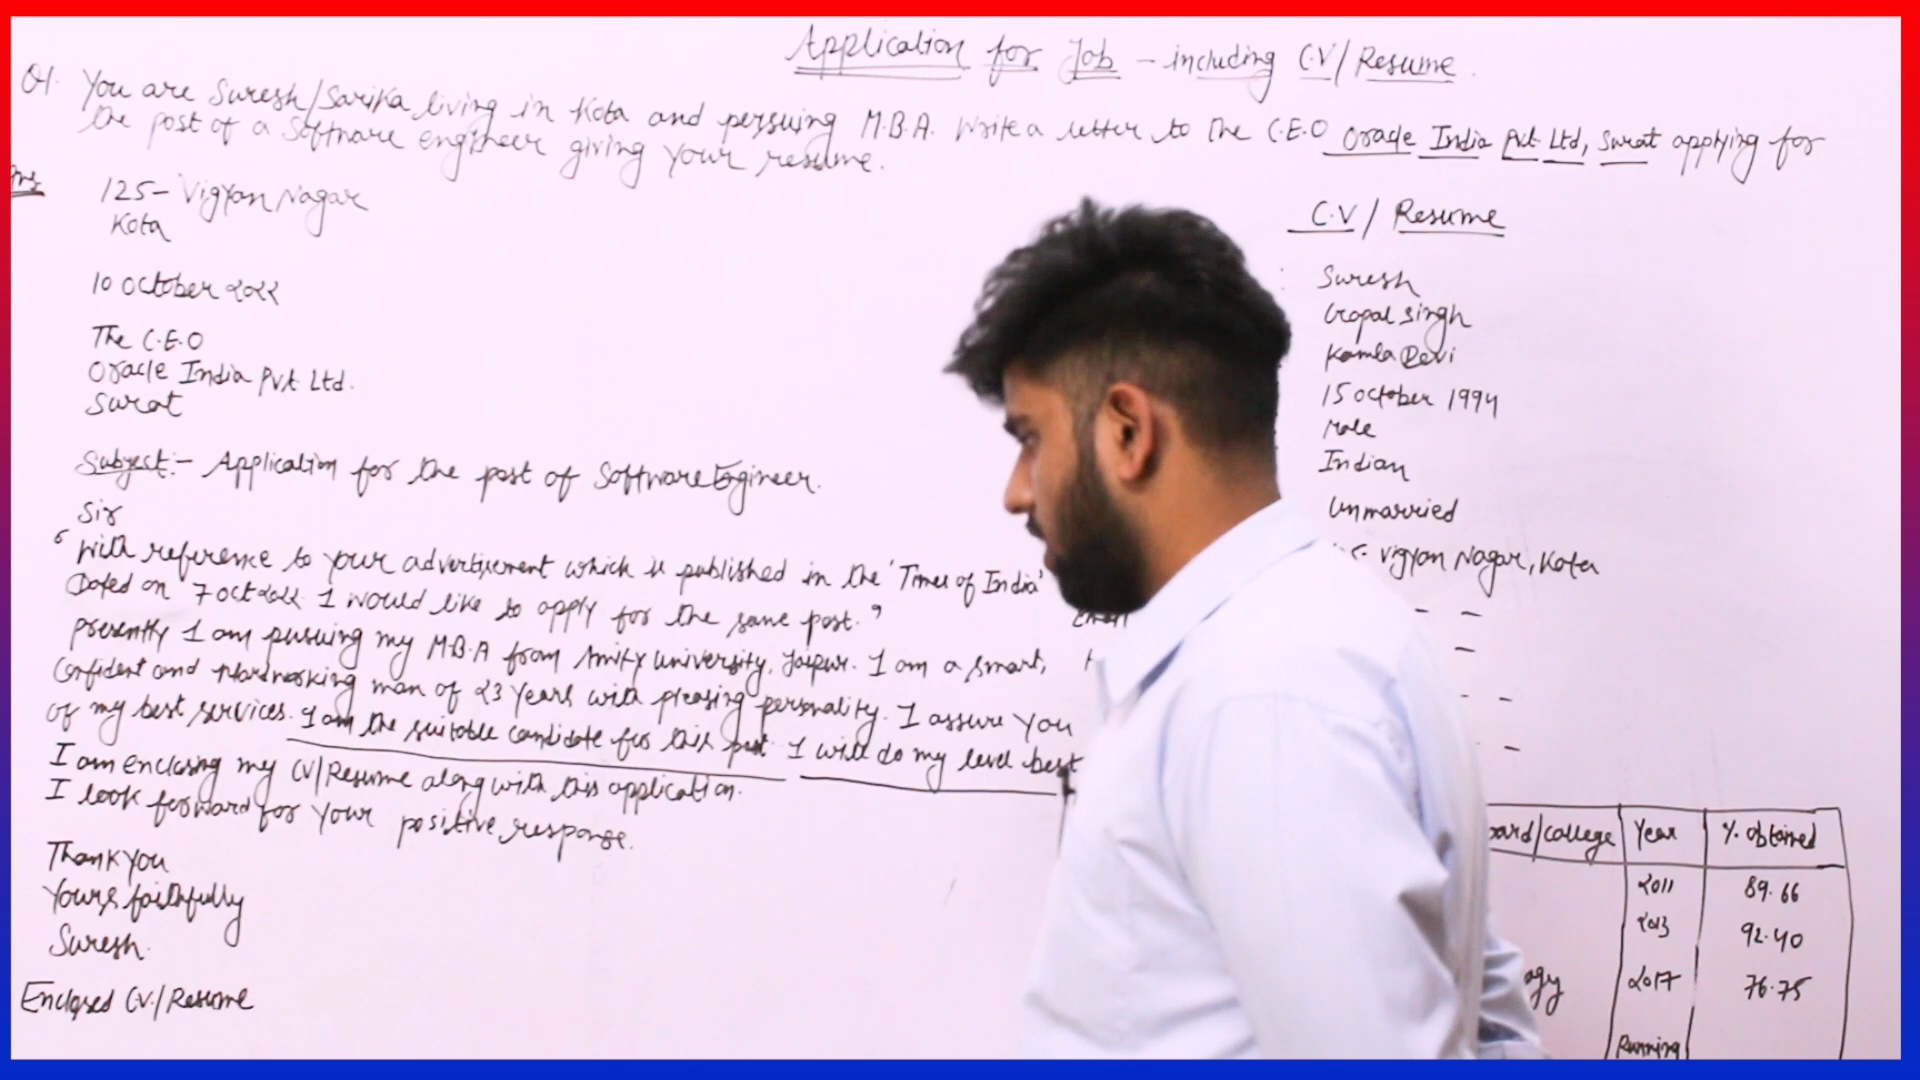 Application for Job - including C.V/Resume.
Q1. You are Suresh/Sarika living in Kota and persuing M.B.A. Write a letter to the C.E.O Oracle India Pvt Ltd, Surat applying for
the post of a Software engineer giving your resume.
Ans
125- Vigyan Nagar
Kota
10 October 2022
The C.E.O
Oracle India Pvt Ltd.
Surat
Subject:- Application for the post of Software Engineer.
Sir
"With reference to your advertisement which is published in the 'Times of India'
Dated on 7 oct 2022 I would like to apply for the same post."
presently I am pursuing my M.B.A from Amity University, Jaipur. I am a smart,
Confident and Hardworking man of 23 Years with pleasing personality. I assure you
of my best services. I am the suitable candidate for this post. I will do my level best
I am enclosing my CV/Resume along with this application.
I look forward for your positive response.
Thank you
Yours faithfully
Suresh.
Enclosed C.V./Resume
C.V/Resume
Suresh
Gopal Singh
Kamla Devi
15 october 1994
Male
Indian
Unmarried
Vigyan Nagar, Kota
Email
oard/college Year % obtained
2011 89.66
2013 92.40
ogy 2017 76.75
Running